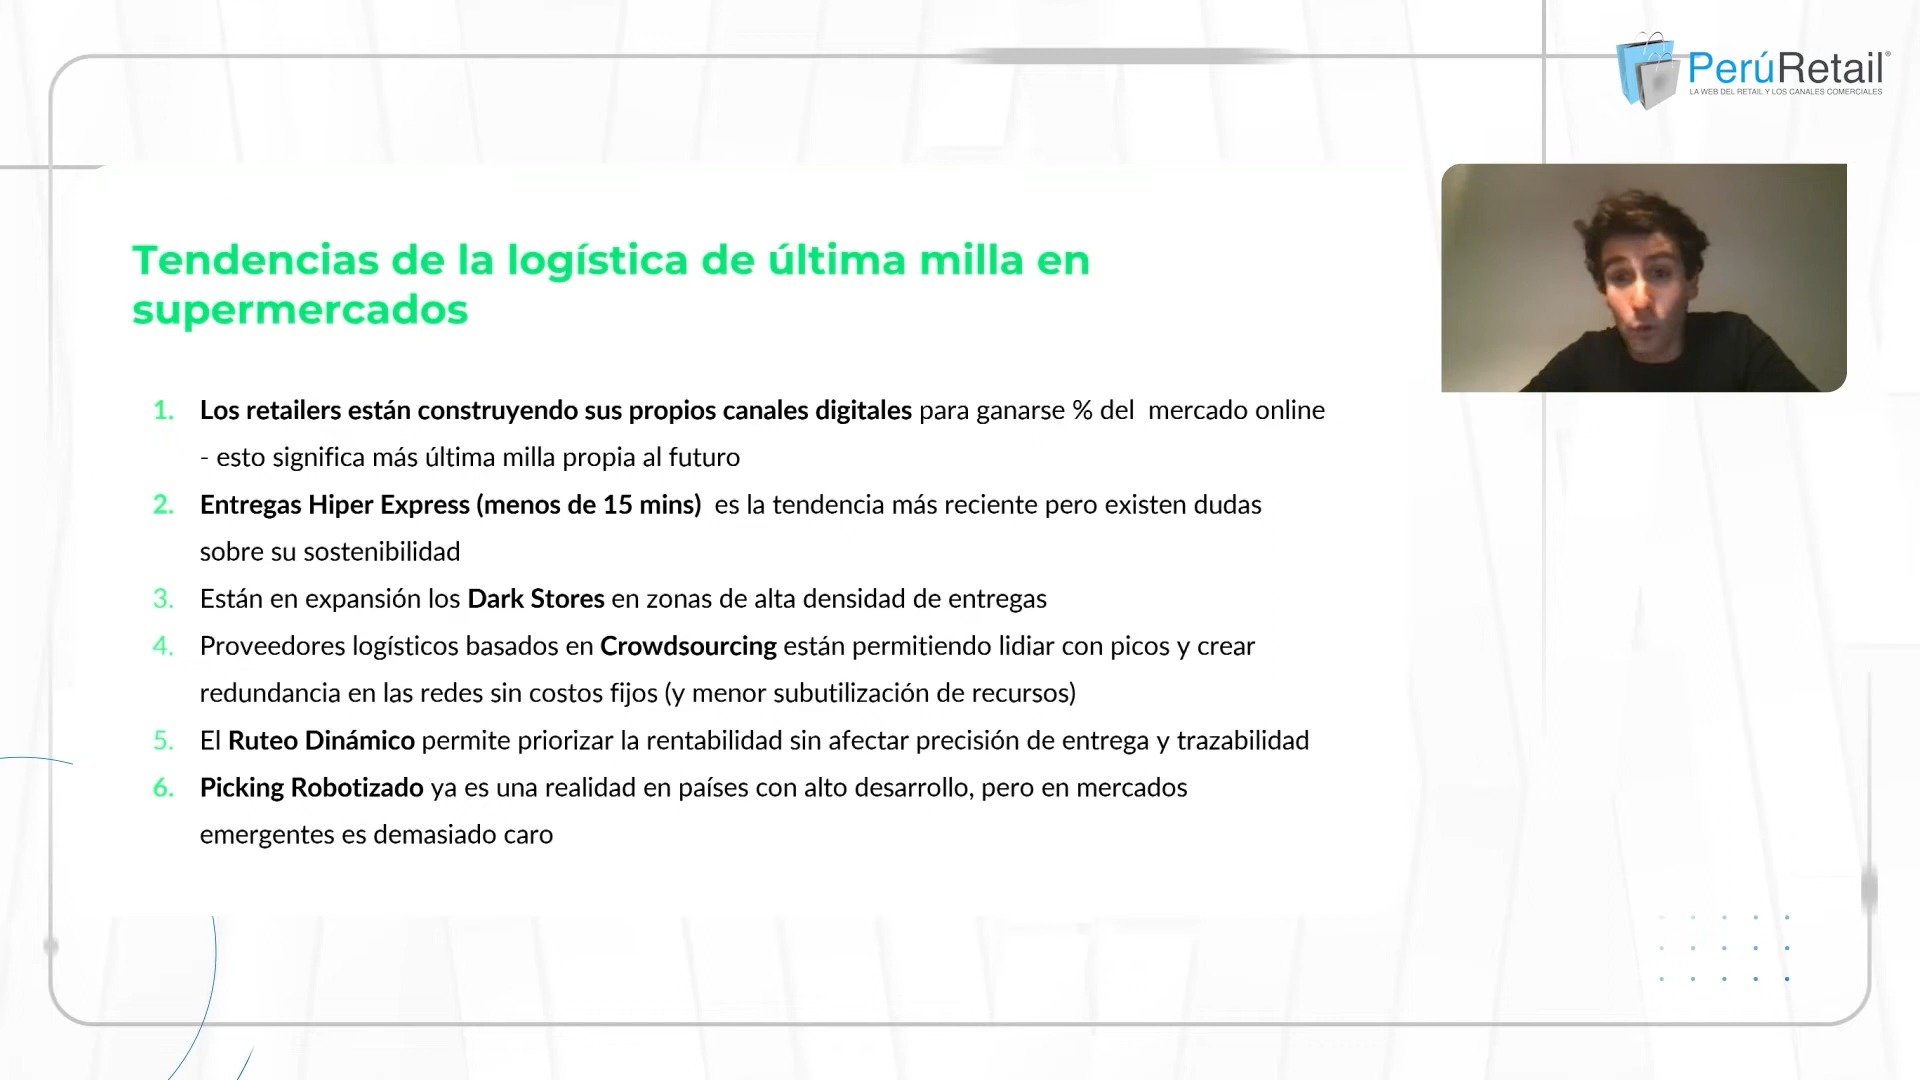 PerúRetail®
LA WEB DEL RETAIL Y LOS CANALES COMERCIALES
Tendencias de la logística de última milla en
supermercados
1. Los retailers están construyendo sus propios canales digitales para ganarse % del mercado online
- esto significa más última milla propia al futuro
2. Entregas Hiper Express (menos de 15 mins) es la tendencia más reciente pero existen dudas
sobre su sostenibilidad
3. Están en expansión los Dark Stores en zonas de alta densidad de entregas
4. Proveedores logísticos basados en Crowdsourcing están permitiendo lidiar con picos y crear
redundancia en las redes sin costos fijos (y menor subutilización de recursos)
5. El Ruteo Dinámico permite priorizar la rentabilidad sin afectar precisión de entrega y trazabilidad
6. Picking Robotizado ya es una realidad en países con alto desarrollo, pero en mercados
emergentes es demasiado caro